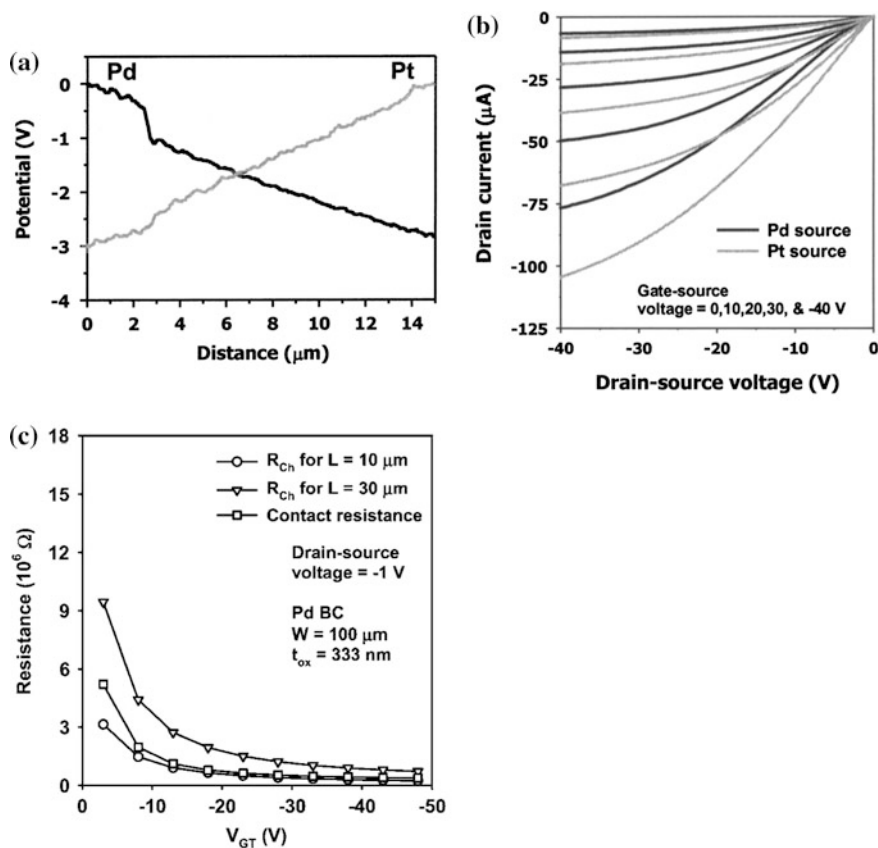 (a)
Pd Pt
0
-1
-2
-3
-4
Potential (V)
0 2 4 6 8 10 12 14
Distance (μm)
(b)
0
-25
-50
-75
-100
-125
Drain current (μA)
Pd source
Pt source
Gate-source
voltage = 0,10,20,30, & -40 V
-40 -30 -20 -10 0
Drain-source voltage (V)
(c)
18
15
12
9
6
3
0
Resistance (10⁶ Ω)
R_Ch for L = 10 μm
R_Ch for L = 30 μm
Contact resistance
Drain-source
voltage = -1 V
Pd BC
W = 100 μm
t_ox = 333 nm
0 -10 -20 -30 -40 -50
V_GT (V)